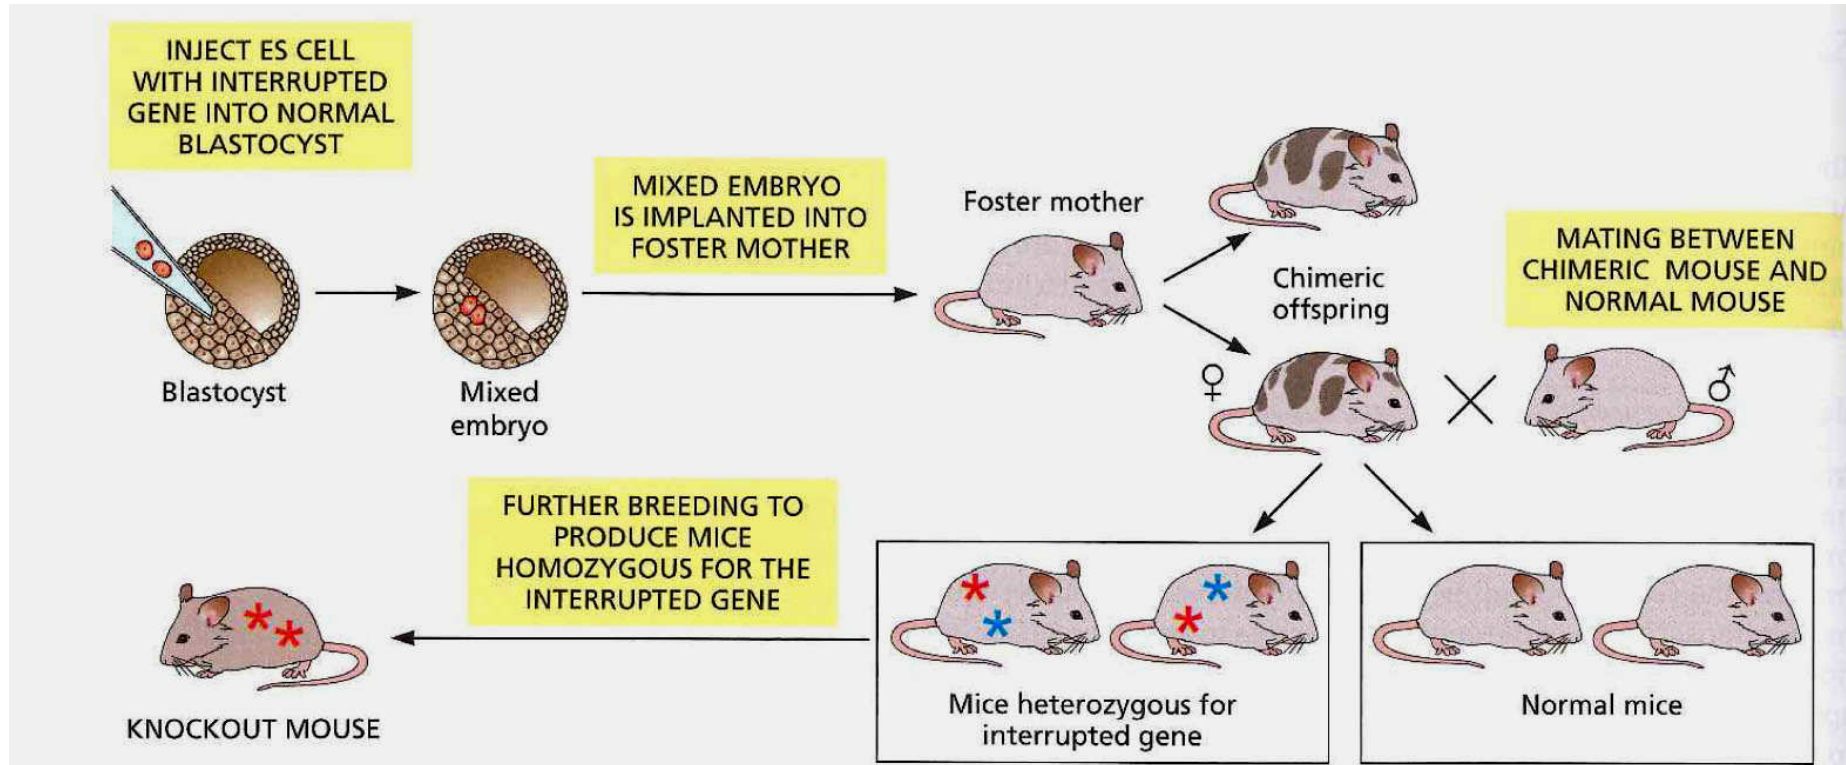 INJECT ES CELL
WITH INTERRUPTED
GENE INTO NORMAL
BLASTOCYST
MIXED EMBRYO
IS IMPLANTED INTO
FOSTER MOTHER
Foster mother
MATING BETWEEN
CHIMERIC MOUSE AND
NORMAL MOUSE
Chimeric
offspring
Blastocyst
Mixed
embryo
♀
♂
FURTHER BREEDING TO
PRODUCE MICE
HOMOZYGOUS FOR THE
INTERRUPTED GENE
KNOCKOUT MOUSE
Mice heterozygous for
interrupted gene
Normal mice